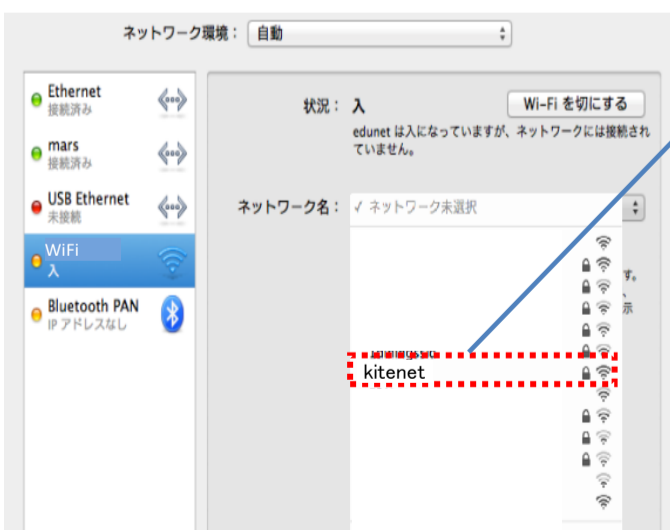 ネットワーク環境： 自動
Ethernet
接続済み
mars
接続済み
USB Ethernet
未接続
WiFi
入
Bluetooth PAN
IP アドレスなし
状況： 入
Wi-Fi を切にする
edunet は入になっていますが、ネットワークには接続され
ていません。
ネットワーク名： ✓ ネットワーク未選択
す。
、
示
kitenet